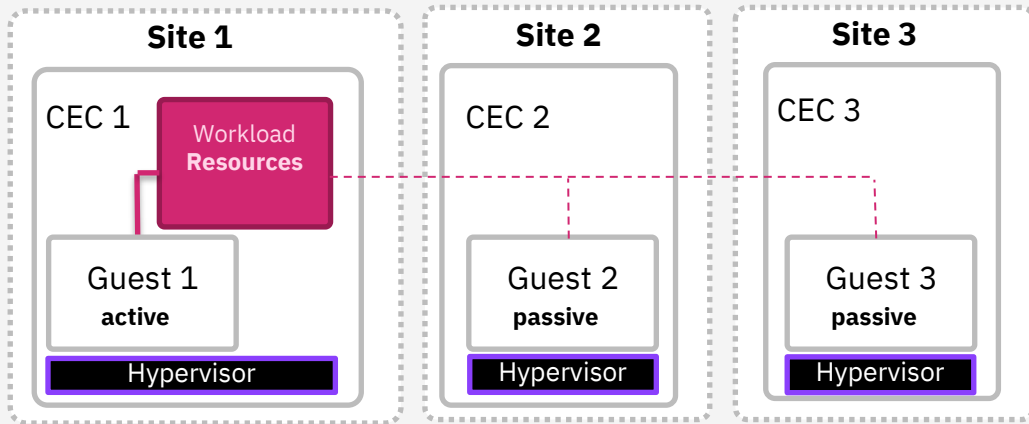 Site 1
CEC 1
Workload
Resources
Guest 1
active
Hypervisor
Site 2
CEC 2
Guest 2
passive
Hypervisor
Site 3
CEC 3
Guest 3
passive
Hypervisor